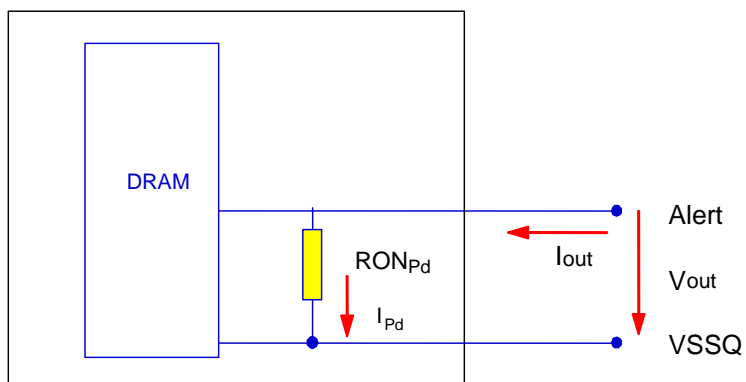 DRAM
Alert
Iout
RONPd
Vout
IPd
VSSQ